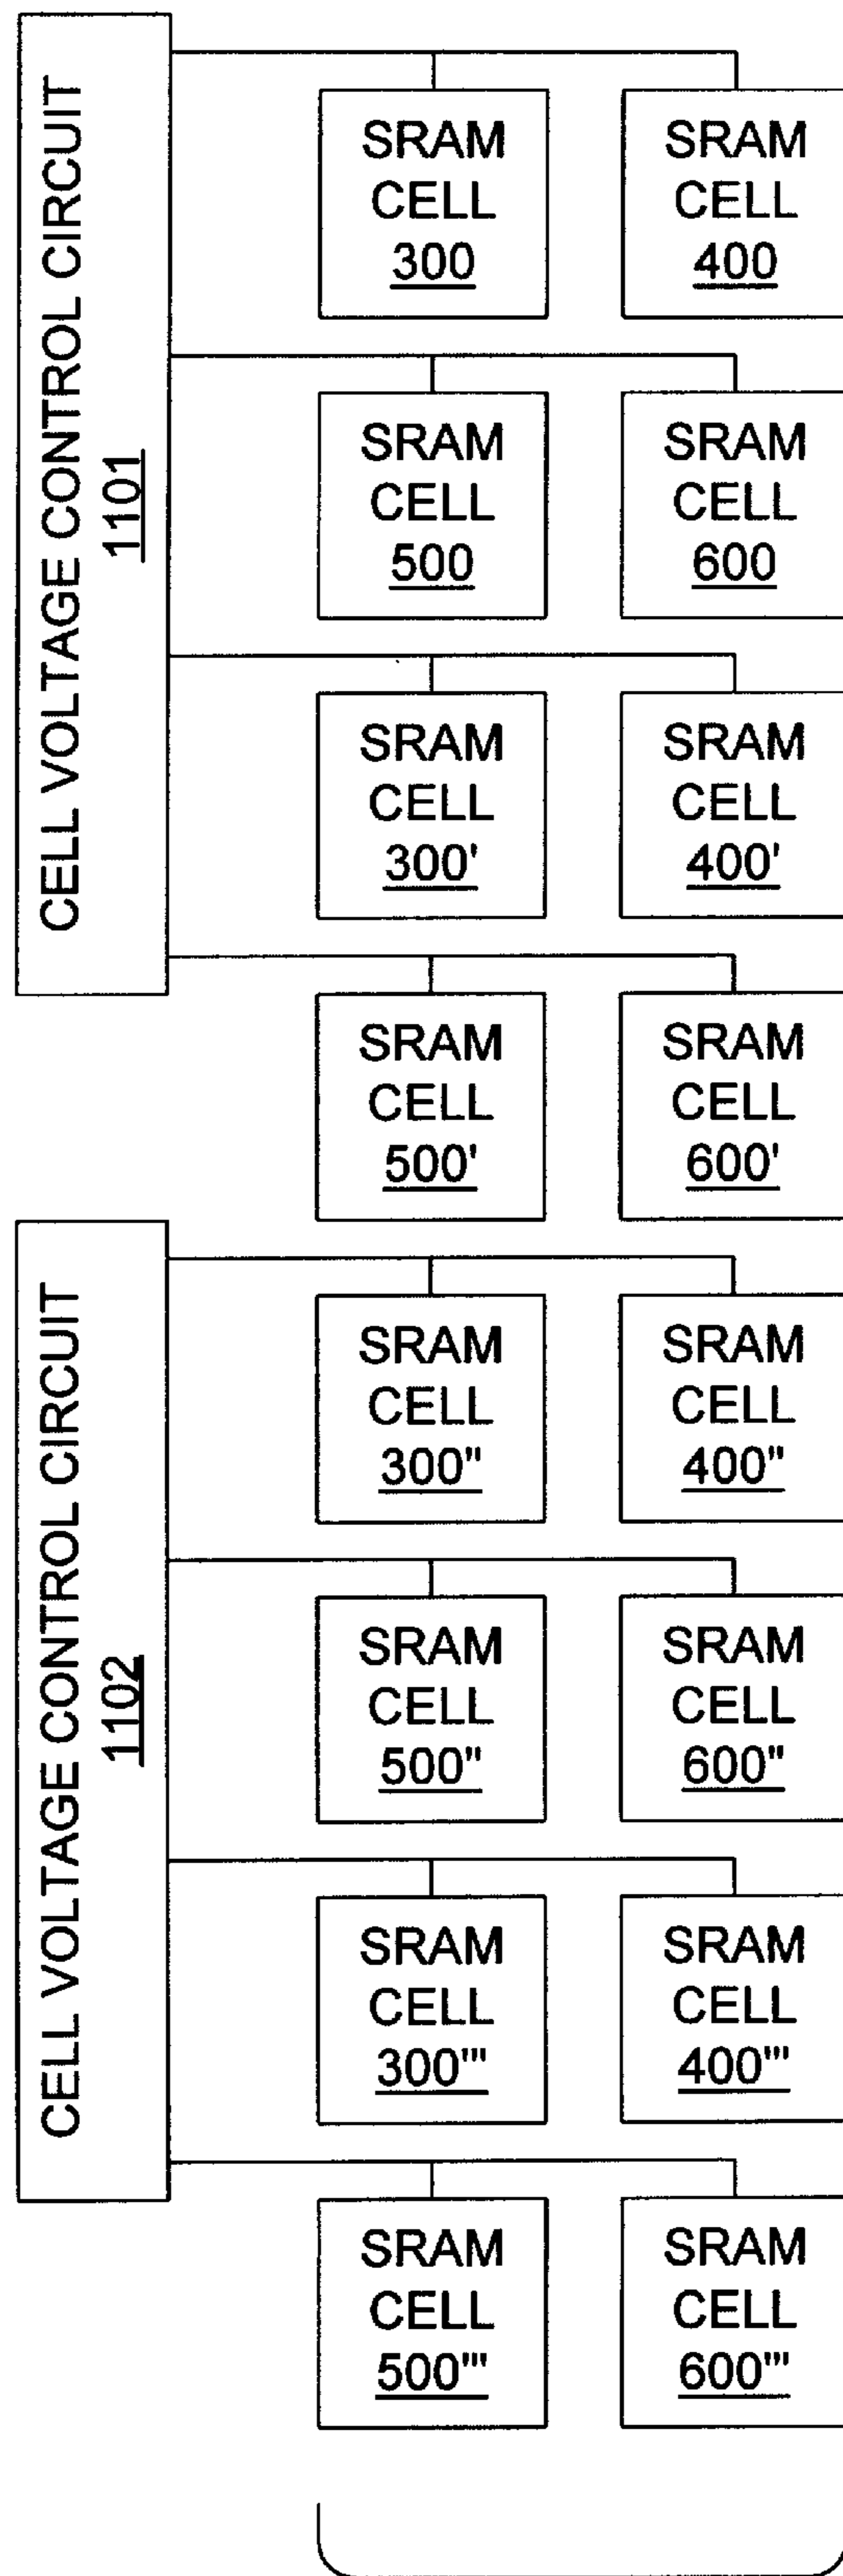 CELL VOLTAGE CONTROL CIRCUIT
1101
SRAM
CELL
300
SRAM
CELL
400
SRAM
CELL
500
SRAM
CELL
600
SRAM
CELL
300'
SRAM
CELL
400'
SRAM
CELL
500'
SRAM
CELL
600'
CELL VOLTAGE CONTROL CIRCUIT
1102
SRAM
CELL
300"
SRAM
CELL
400"
SRAM
CELL
500"
SRAM
CELL
600"
SRAM
CELL
300'''
SRAM
CELL
400'''
SRAM
CELL
500'''
SRAM
CELL
600'''